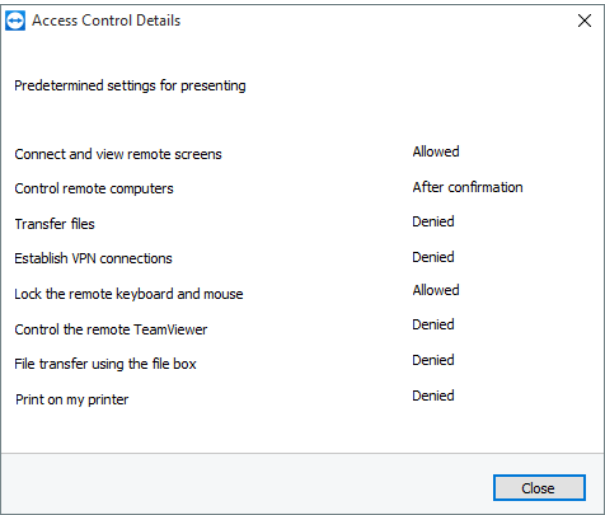 Access Control Details
Predetermined settings for presenting
Connect and view remote screens Allowed
Control remote computers After confirmation
Transfer files Denied
Establish VPN connections Denied
Lock the remote keyboard and mouse Allowed
Control the remote TeamViewer Denied
File transfer using the file box Denied
Print on my printer Denied
Close